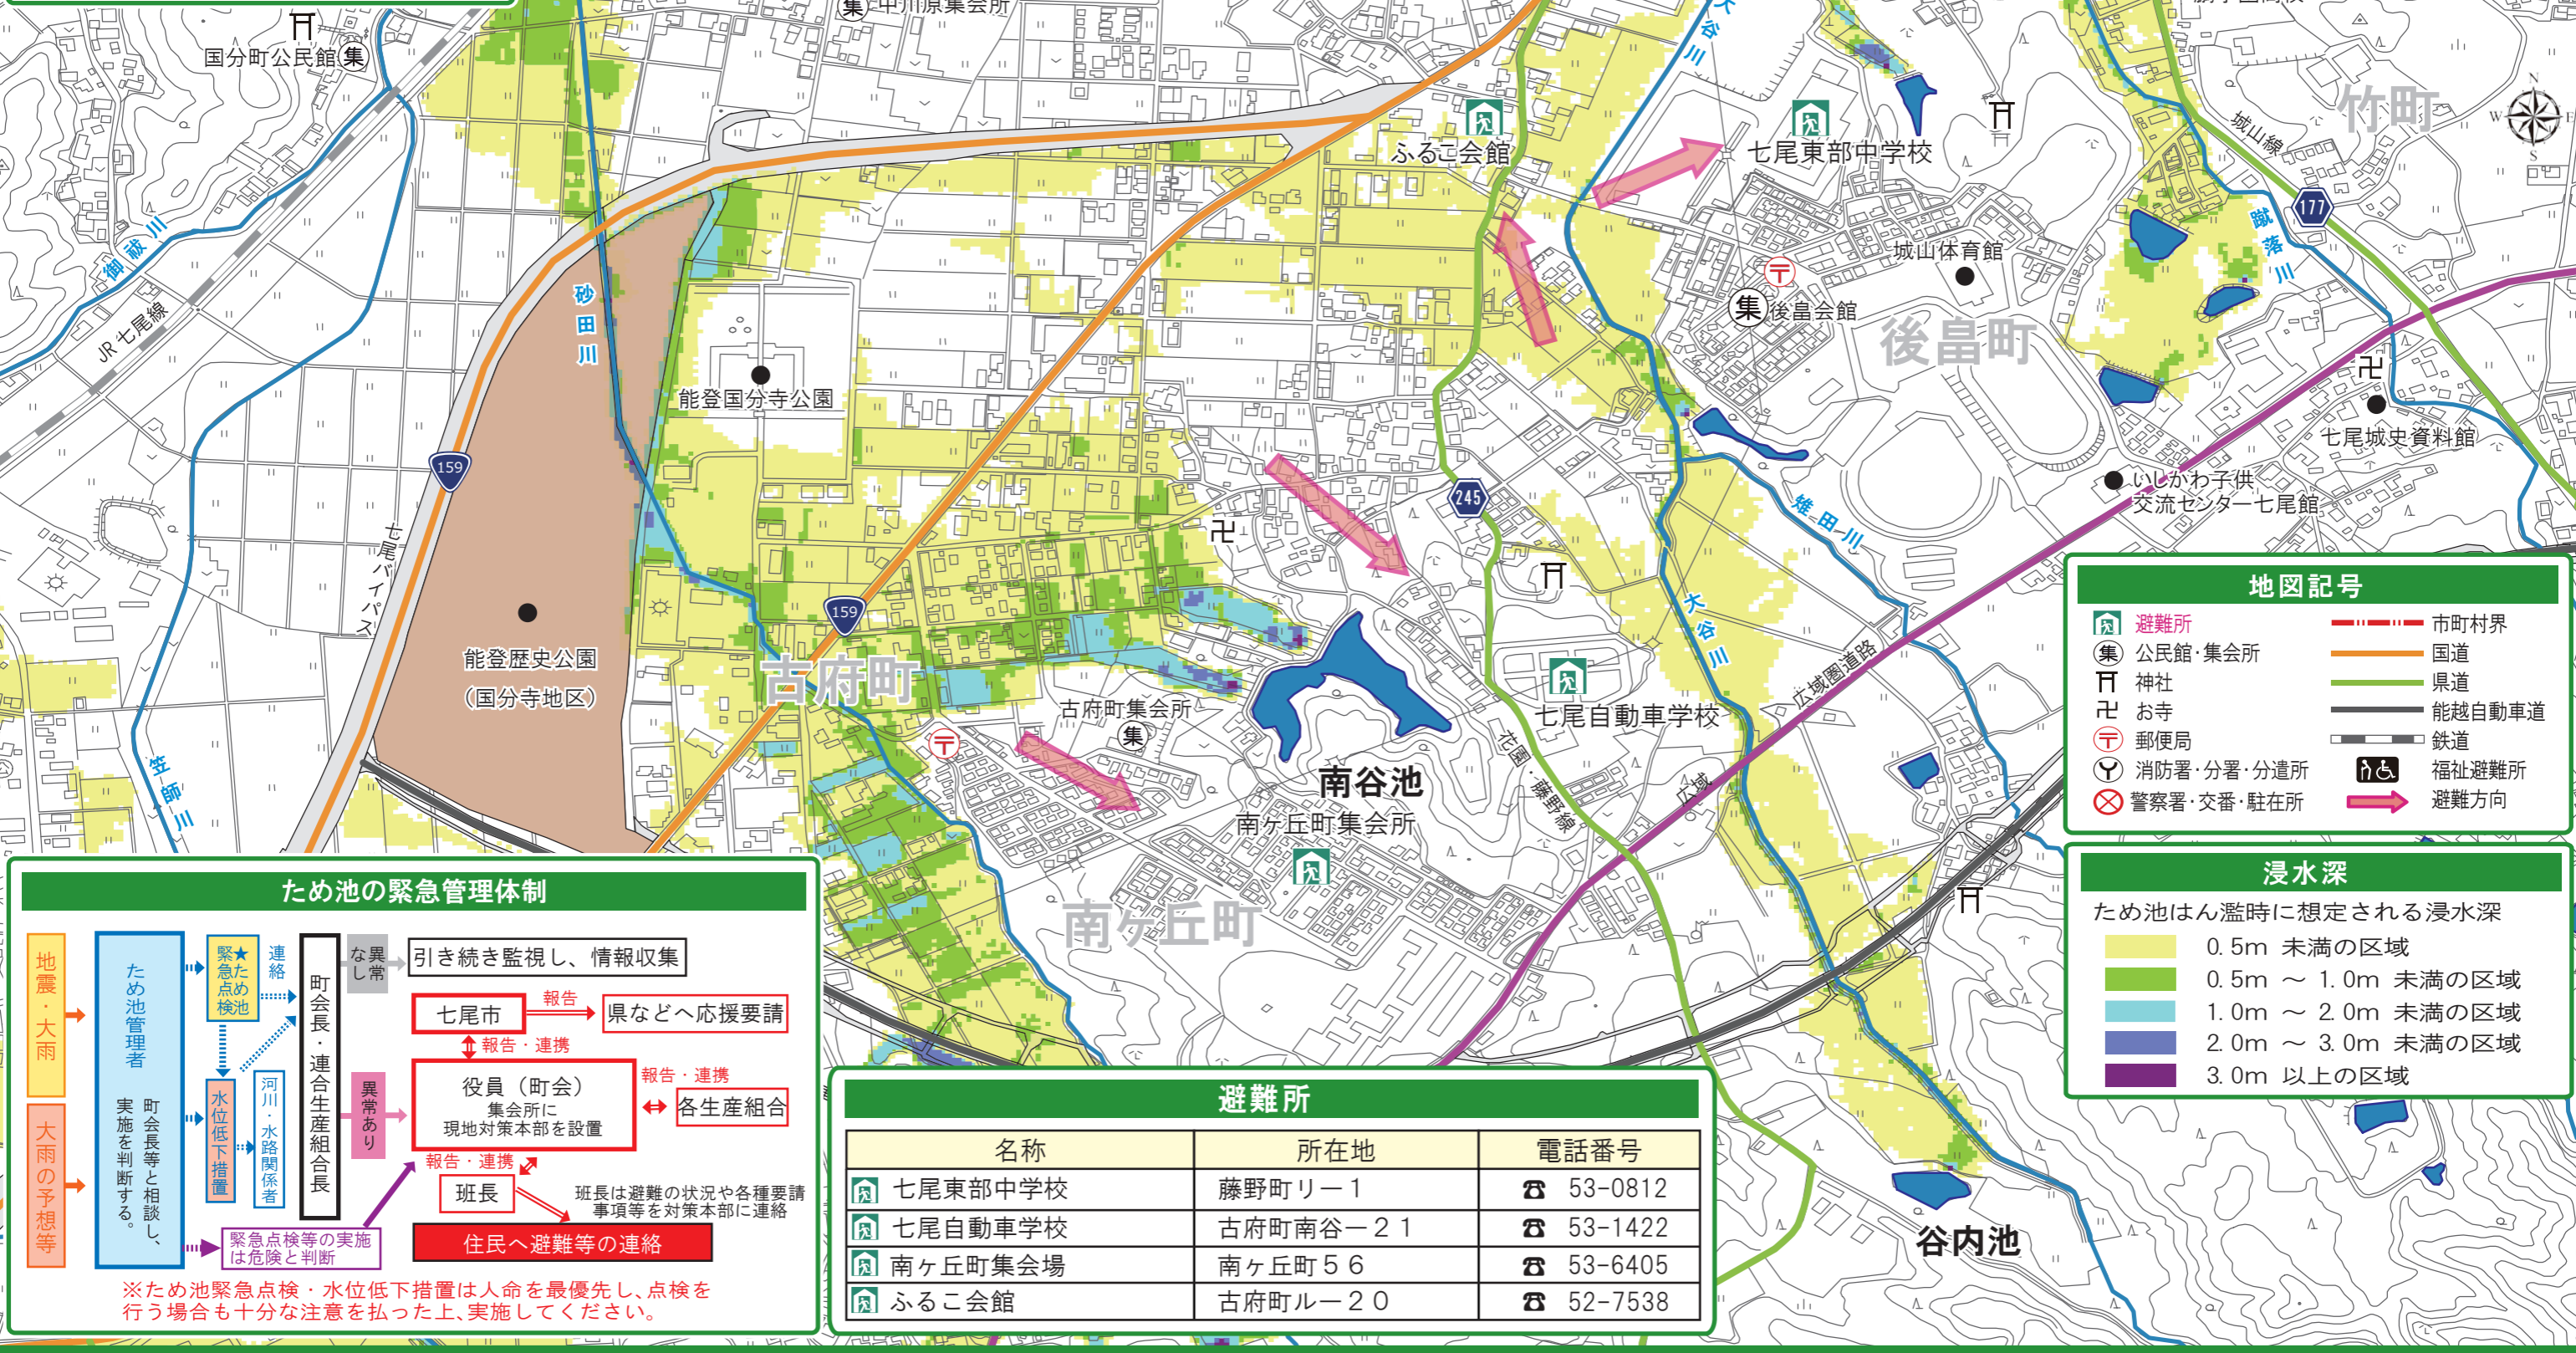 中川原集会所
国分町公民館
集
大谷川
ふるこ会館
七尾東部中学校
竹町
城山線
N
W
E
S
177
蹴落川
御祓川
JR七尾線
砂田川
城山体育館
集
後畠会館
後畠町
能登国分寺公園
七尾城史資料館
159
245
いしかわ子供
交流センター七尾館
雉田川
七尾バイパス
能登歴史公園
（国分寺地区）
159
古府町
大谷川
七尾自動車学校
広域圏道路
古府町集会所
集
南谷池
花園・藤野線
広域
笠師川
南ヶ丘町集会所
南ヶ丘町
谷内池
地図記号
避難所
集 公民館・集会所
神社
お寺
郵便局
消防署・分署・分遣所
警察署・交番・駐在所
市町村界
国道
県道
能越自動車道
鉄道
福祉避難所
避難方向
浸水深
ため池はん濫時に想定される浸水深
0.5m 未満の区域
0.5m ～ 1.0m 未満の区域
1.0m ～ 2.0m 未満の区域
2.0m ～ 3.0m 未満の区域
3.0m 以上の区域
ため池の緊急管理体制
地震・大雨
大雨の予想等
ため池管理者
町会長等と相談し、
実施を判断する。
★ため池
緊急点検
連絡
水位低下措置
河川・水路関係者
町会長・連合生産組合長
異常
なし
引き続き監視し、情報収集
異常あり
七尾市
報告
県などへ応援要請
報告・連携
役員（町会）
集会所に
現地対策本部を設置
報告・連携
各生産組合
報告・連携
班長
班長は避難の状況や各種要請
事項等を対策本部に連絡
住民へ避難等の連絡
緊急点検等の実施
は危険と判断
※ため池緊急点検・水位低下措置は人命を最優先し、点検を
行う場合も十分な注意を払った上、実施してください。
避難所
名称 所在地 電話番号
七尾東部中学校 藤野町リー１ ☎ 53-0812
七尾自動車学校 古府町南谷ー２１ ☎ 53-1422
南ヶ丘町集会場 南ヶ丘町５６ ☎ 53-6405
ふるこ会館 古府町ルー２０ ☎ 52-7538